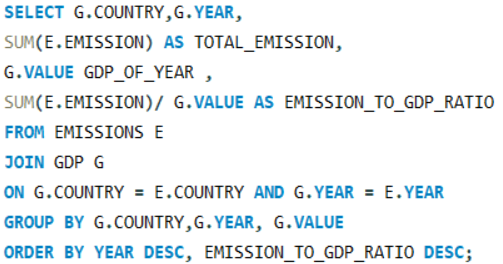 SELECT G.COUNTRY,G.YEAR,
SUM(E.EMISSION) AS TOTAL_EMISSION,
G.VALUE GDP_OF_YEAR ,
SUM(E.EMISSION)/ G.VALUE AS EMISSION_TO_GDP_RATIO
FROM EMISSIONS E
JOIN GDP G
ON G.COUNTRY = E.COUNTRY AND G.YEAR = E.YEAR
GROUP BY G.COUNTRY,G.YEAR, G.VALUE
ORDER BY YEAR DESC, EMISSION_TO_GDP_RATIO DESC;